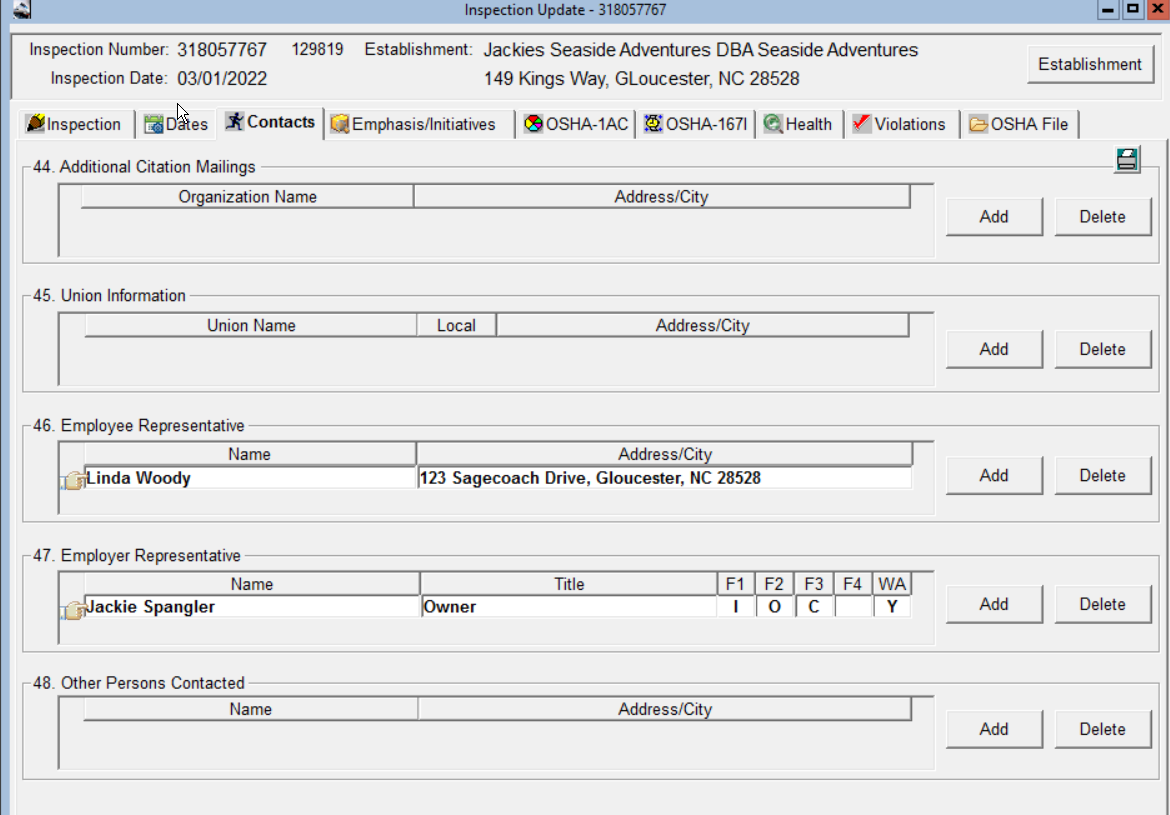 Inspection Update - 318057767
Inspection Number: 318057767 129819 Establishment: Jackies Seaside Adventures DBA Seaside Adventures
Establishment
Inspection Date: 03/01/2022 149 Kings Way, GLoucester, NC 28528
Inspection Dates Contacts Emphasis/Initiatives OSHA-1AC OSHA-167I Health Violations OSHA File
44. Additional Citation Mailings
Organization Name Address/City
Add Delete
45. Union Information
Union Name Local Address/City
Add Delete
46. Employee Representative
Name Address/City
Linda Woody 123 Sagecoach Drive, Gloucester, NC 28528
Add Delete
47. Employer Representative
Name Title F1 F2 F3 F4 WA
Jackie Spangler Owner I O C Y
Add Delete
48. Other Persons Contacted
Name Address/City
Add Delete